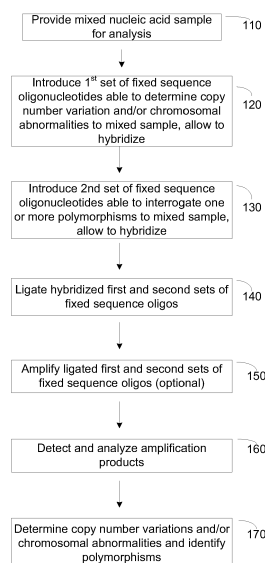 Provide mixed nucleic acid sample
for analysis
110
Introduce 1st set of fixed sequence
oligonucleotides able to determine copy
number variation and/or chromosomal
abnormalities to mixed sample, allow to
hybridize
120
Introduce 2nd set of fixed sequence
oligonucleotides able to interrogate one
or more polymorphisms to mixed sample,
allow to hybridize
130
Ligate hybridized first and second sets of
fixed sequence oligos
140
Amplify ligated first and second sets of
fixed sequence oligos (optional)
150
Detect and analyze amplification
products
160
Determine copy number variations and/or
chromosomal abnormalities and identify
polymorphisms
170